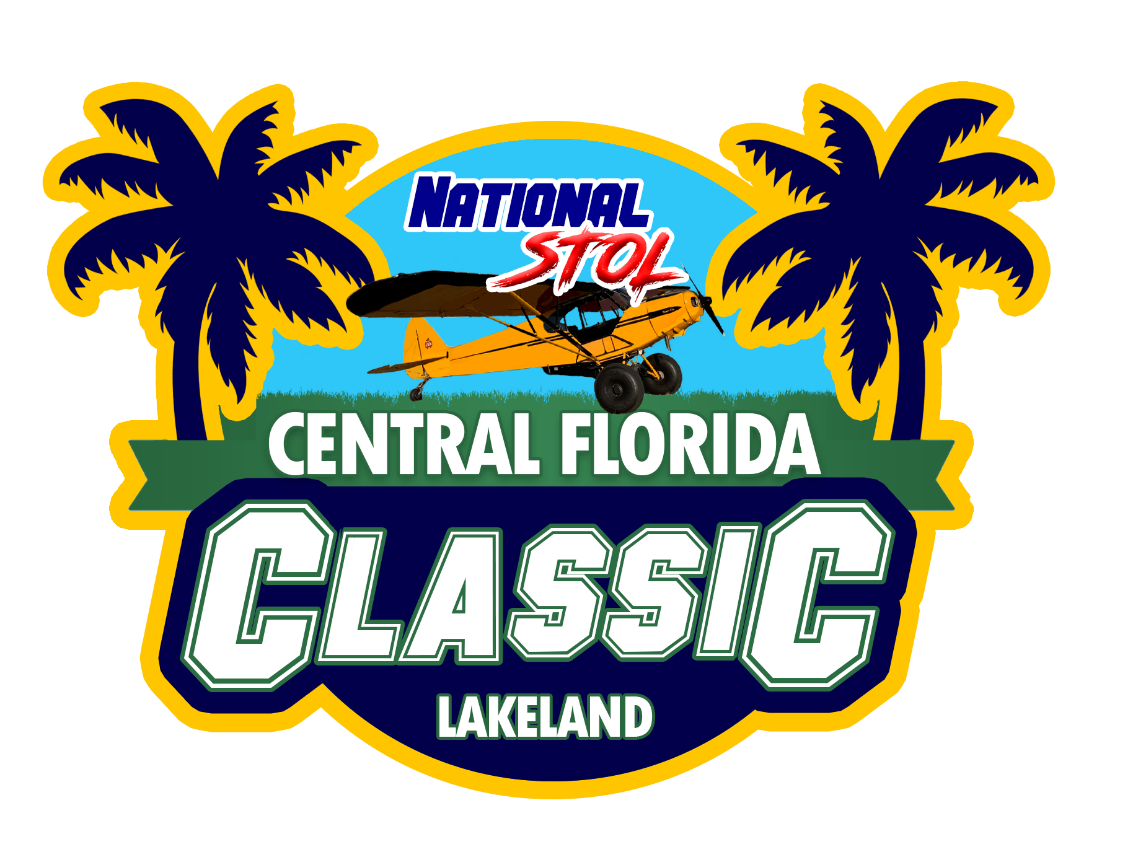 NATIONAL
STOL
CENTRAL FLORIDA
CLASSIC
LAKELAND